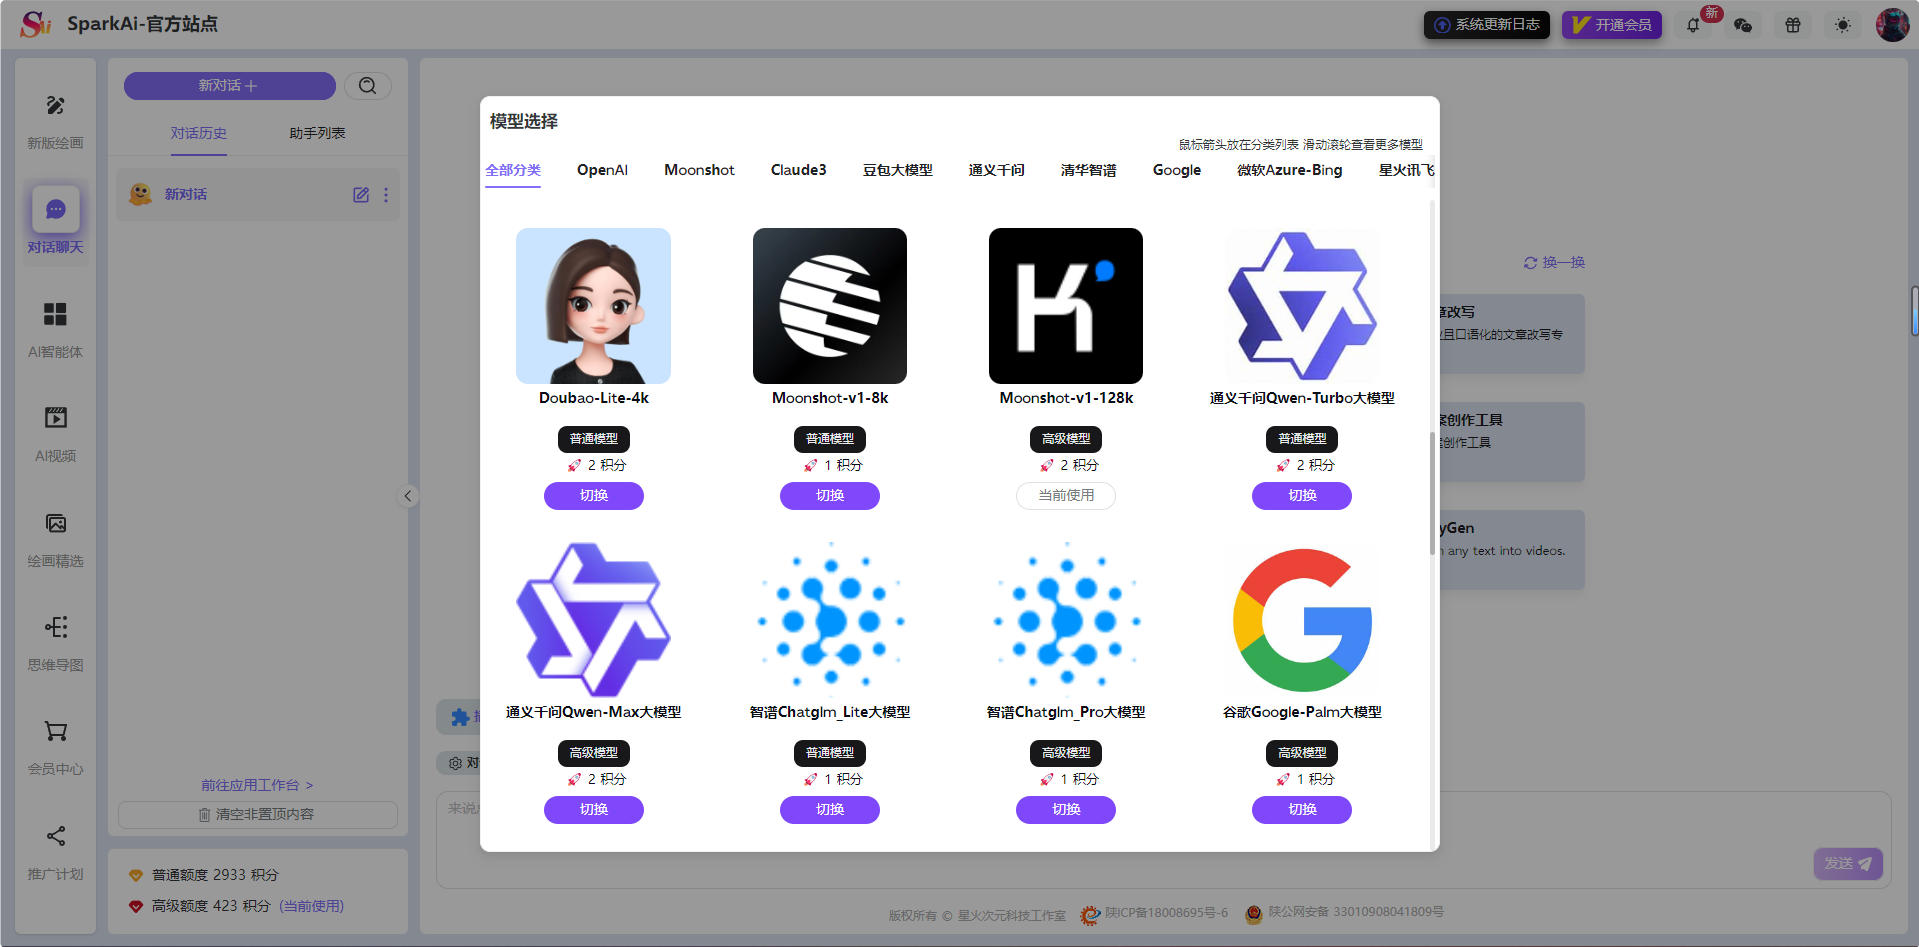 SparkAi-官方站点
系统更新日志
开通会员
新
新版绘画
对话聊天
AI智能体
AI视频
绘画精选
思维导图
会员中心
推广计划
新对话
对话历史
助手列表
新对话
前往应用工作台 >
清空非置顶内容
普通额度 2933 积分
高级额度 423 积分 (当前使用)
模型选择
鼠标箭头放在分类列表 滑动滚轮查看更多模型
全部分类 OpenAI Moonshot Claude3 豆包大模型 通义千问 清华智谱 Google 微软Azure-Bing 星火讯飞
Doubao-Lite-4k
普通模型
2 积分
切换
Moonshot-v1-8k
普通模型
1 积分
切换
Moonshot-v1-128k
高级模型
2 积分
当前使用
通义千问Qwen-Turbo大模型
普通模型
2 积分
切换
通义千问Qwen-Max大模型
高级模型
2 积分
切换
智谱Chatglm_Lite大模型
普通模型
1 积分
切换
智谱Chatglm_Pro大模型
高级模型
1 积分
切换
谷歌Google-Palm大模型
高级模型
1 积分
切换
换一换
改写
且口语化的文章改写专
创作工具
创作工具
yGen
any text into videos.
对
来说
发送
版权所有 © 星火次元科技工作室
陕ICP备18008695号-6
陕公网安备 33010908041809号